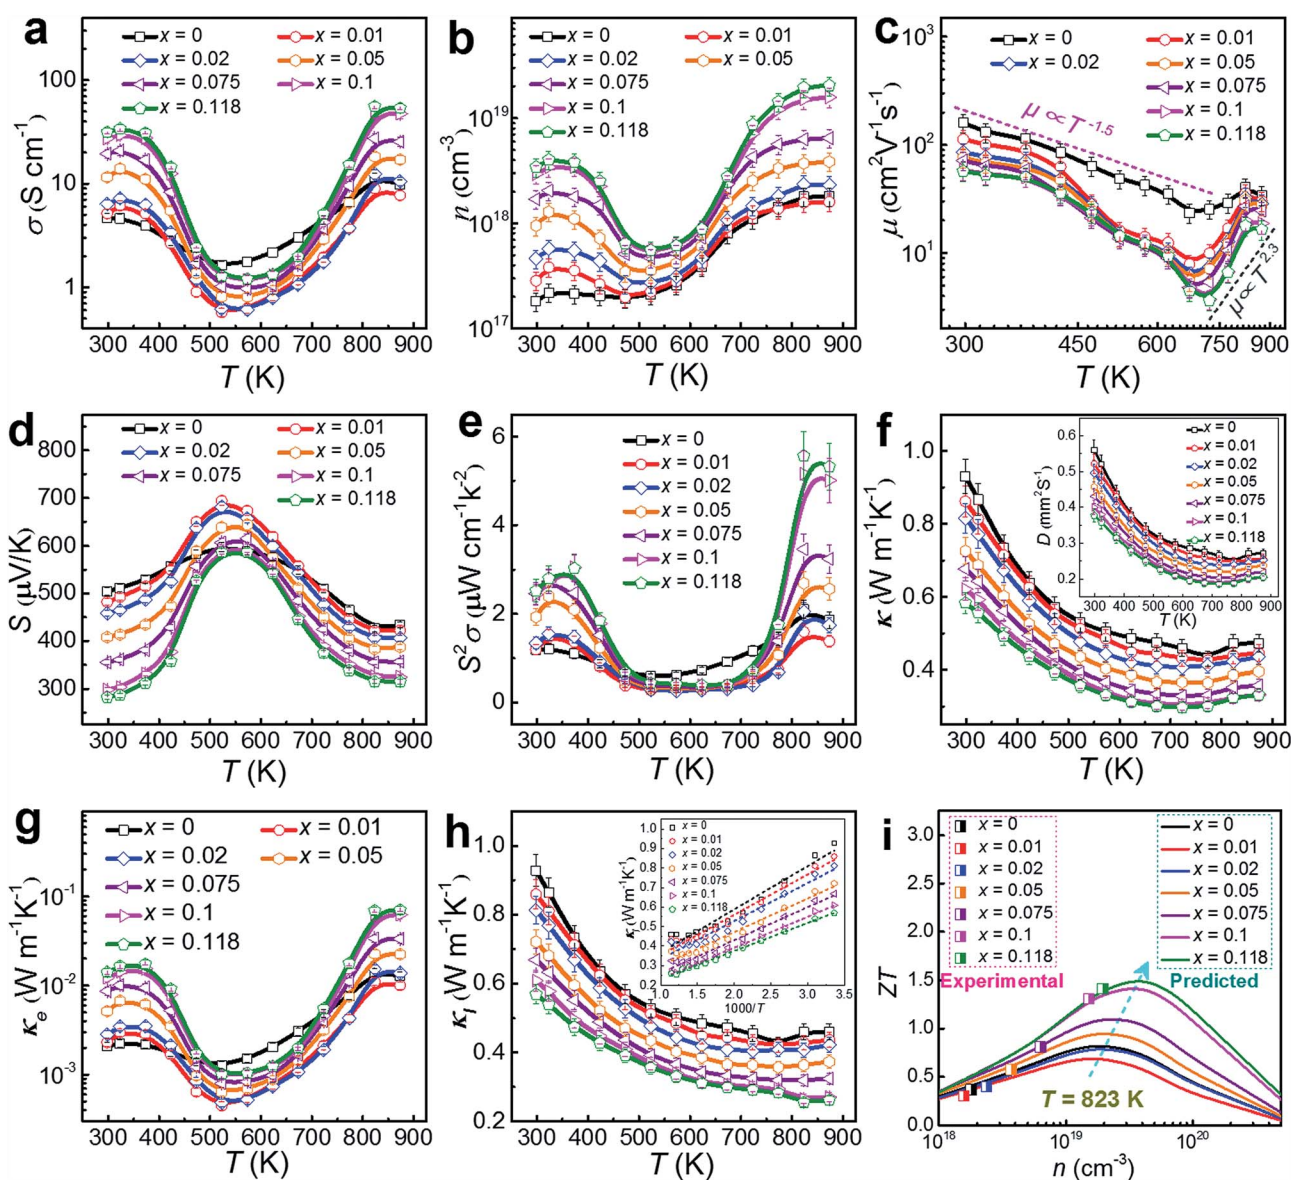 a
x = 0
x = 0.01
x = 0.02
x = 0.05
x = 0.075
x = 0.1
x = 0.118
100
10
1
σ (S cm⁻¹)
300 400 500 600 700 800 900
T (K)
b
x = 0
x = 0.01
x = 0.02
x = 0.05
x = 0.075
x = 0.1
x = 0.118
10¹⁹
10¹⁸
10¹⁷
n (cm⁻³)
300 400 500 600 700 800 900
T (K)
c
x = 0
x = 0.01
x = 0.02
x = 0.05
x = 0.075
x = 0.1
x = 0.118
10³
10²
10¹
μ (cm²V⁻¹s⁻¹)
μ ∝ T⁻¹·⁵
μ ∝ T²·³
300 450 600 750 900
T (K)
d
x = 0
x = 0.01
x = 0.02
x = 0.05
x = 0.075
x = 0.1
x = 0.118
800
700
600
500
400
300
S (μV/K)
300 400 500 600 700 800 900
T (K)
e
x = 0
x = 0.01
x = 0.02
x = 0.05
x = 0.075
x = 0.1
x = 0.118
6
4
2
0
S²σ (μW cm⁻¹k⁻²)
300 400 500 600 700 800 900
T (K)
f
1.0
0.8
0.6
0.4
κ (W m⁻¹K⁻¹)
300 400 500 600 700 800 900
T (K)
x = 0
x = 0.01
x = 0.02
x = 0.05
x = 0.075
x = 0.1
x = 0.118
0.6
0.5
0.4
0.3
0.2
D (mm²S⁻¹)
300 400 500 600 700 800 900
T (K)
g
x = 0
x = 0.01
x = 0.02
x = 0.05
x = 0.075
x = 0.1
x = 0.118
10⁻¹
10⁻²
10⁻³
κₑ (W m⁻¹K⁻¹)
300 400 500 600 700 800 900
T (K)
h
1.0
0.8
0.6
0.4
0.2
κₗ (W m⁻¹K⁻¹)
300 400 500 600 700 800 900
T (K)
x = 0
x = 0.01
x = 0.02
x = 0.05
x = 0.075
x = 0.1
x = 0.118
1.0
0.9
0.8
0.7
0.6
0.5
0.4
0.3
0.2
κ (W m⁻¹K⁻¹)
1.0 1.5 2.0 2.5 3.0 3.5
1000/T
i
x = 0
x = 0.01
x = 0.02
x = 0.05
x = 0.075
x = 0.1
x = 0.118
Experimental
x = 0
x = 0.01
x = 0.02
x = 0.05
x = 0.075
x = 0.1
x = 0.118
Predicted
3.0
2.5
2.0
1.5
1.0
0.5
0.0
ZT
T = 823 K
10¹⁸ 10¹⁹ 10²⁰
n (cm⁻³)